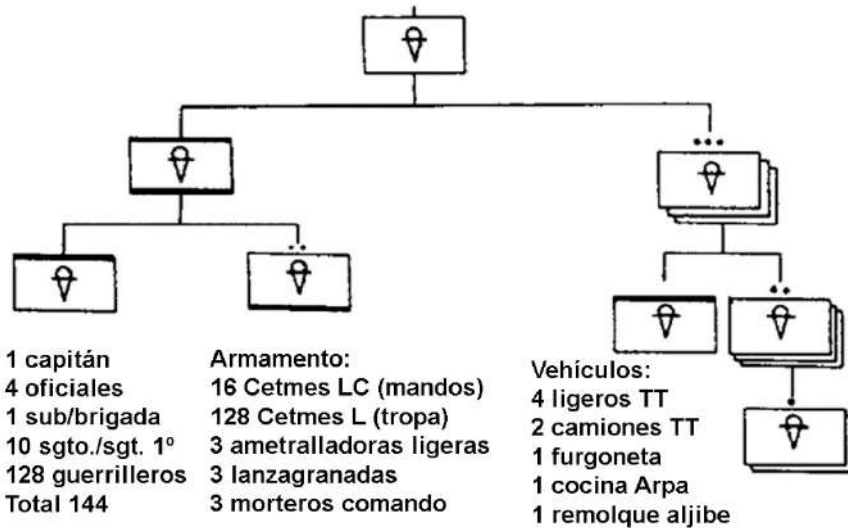 1 capitán
4 oficiales
1 sub/brigada
10 sgto./sgt. 1º
128 guerrilleros
Total 144
Armamento:
16 Cetmes LC (mandos)
128 Cetmes L (tropa)
3 ametralladoras ligeras
3 lanzagranadas
3 morteros comando
Vehículos:
4 ligeros TT
2 camiones TT
1 furgoneta
1 cocina Arpa
1 remolque aljibe